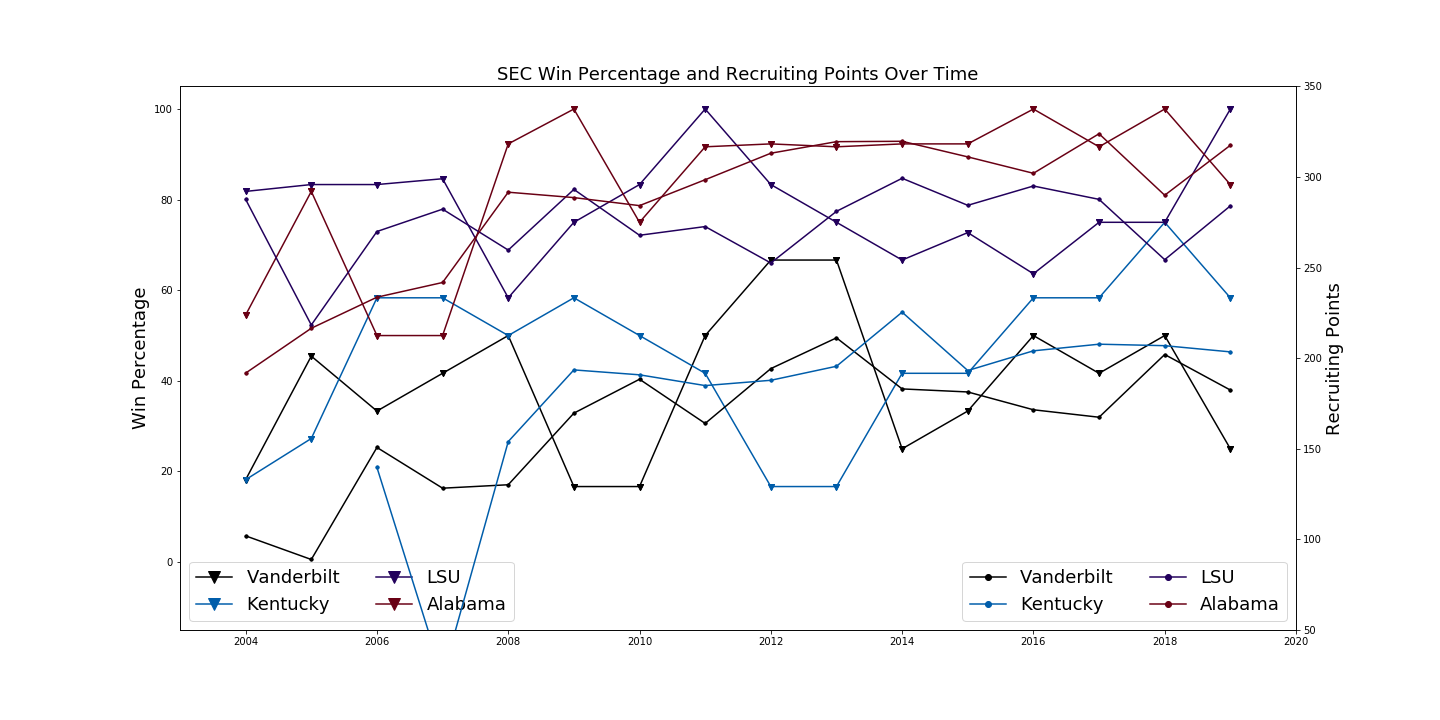 SEC Win Percentage and Recruiting Points Over Time
Win Percentage
100
80
60
40
20
0
350
300
250
200
150
100
50
Recruiting Points
Vanderbilt LSU
Kentucky Alabama
Vanderbilt LSU
Kentucky Alabama
2004 2006 2008 2010 2012 2014 2016 2018 2020